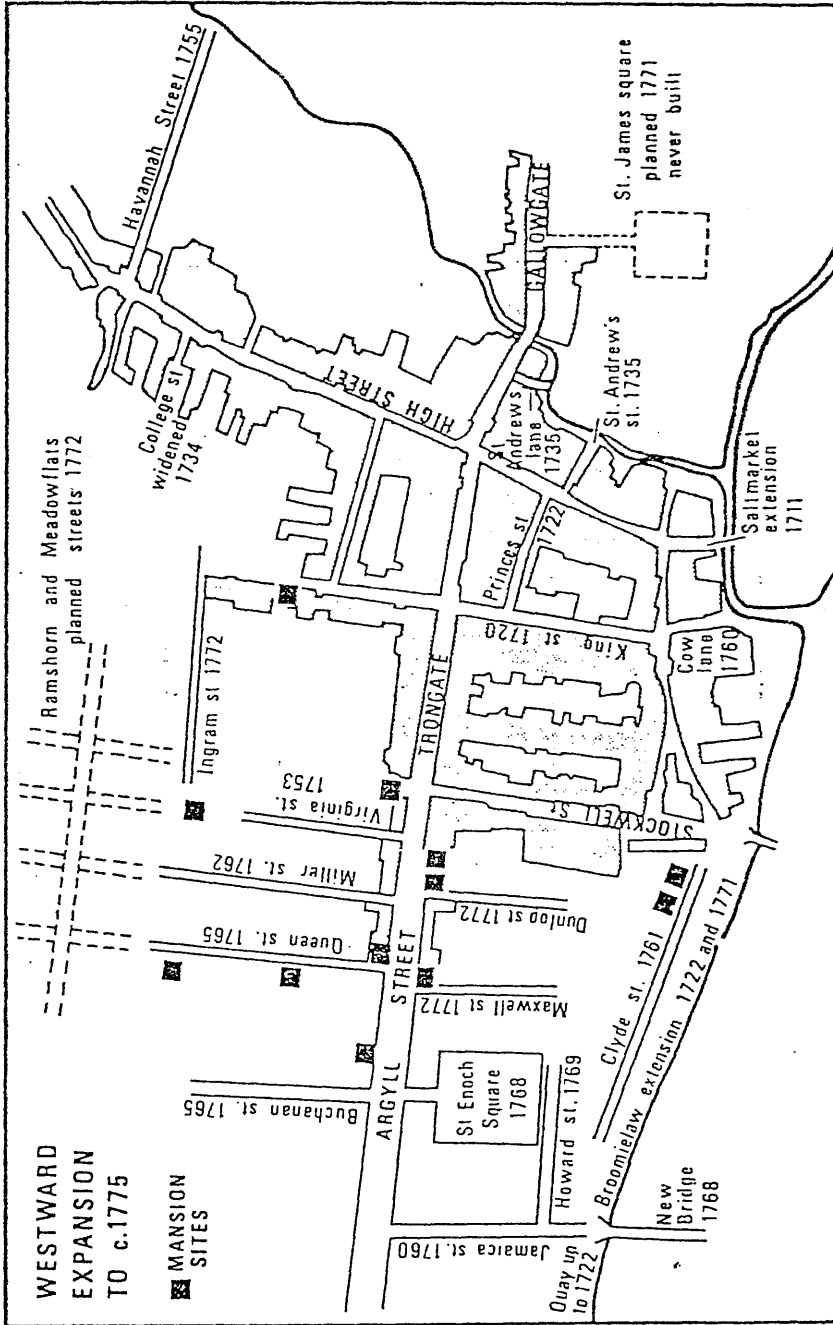 WESTWARD
EXPANSION
TO c.1775
MANSION
SITES
Ramshorn and Meadowflats
planned streets 1772
Havannah Street 1755
College st
widened
1734
HIGH STREET
Ingram st 1772
Virginia st.
1753
Miller st. 1762
Queen st. 1765
Buchanan st. 1765
ARGYLL STREET
TRONGATE
GALLOWGATE
St. James square
planned 1771
never built
St
Andrew's
lane
1735
St. Andrew's
st. 1735
Princes st
1722
King st 1720
Saltmarket
extension
1711
Cow
lane
1760
STOCKWELL St
Dunlop st 1772
Maxwell st 1772
St Enoch
Square
1768
Howard st. 1769
Jamaica st. 1760
Clyde st. 1761
Broomielaw extension 1722 and 1771
New
Bridge
1768
Quay up
to 1722